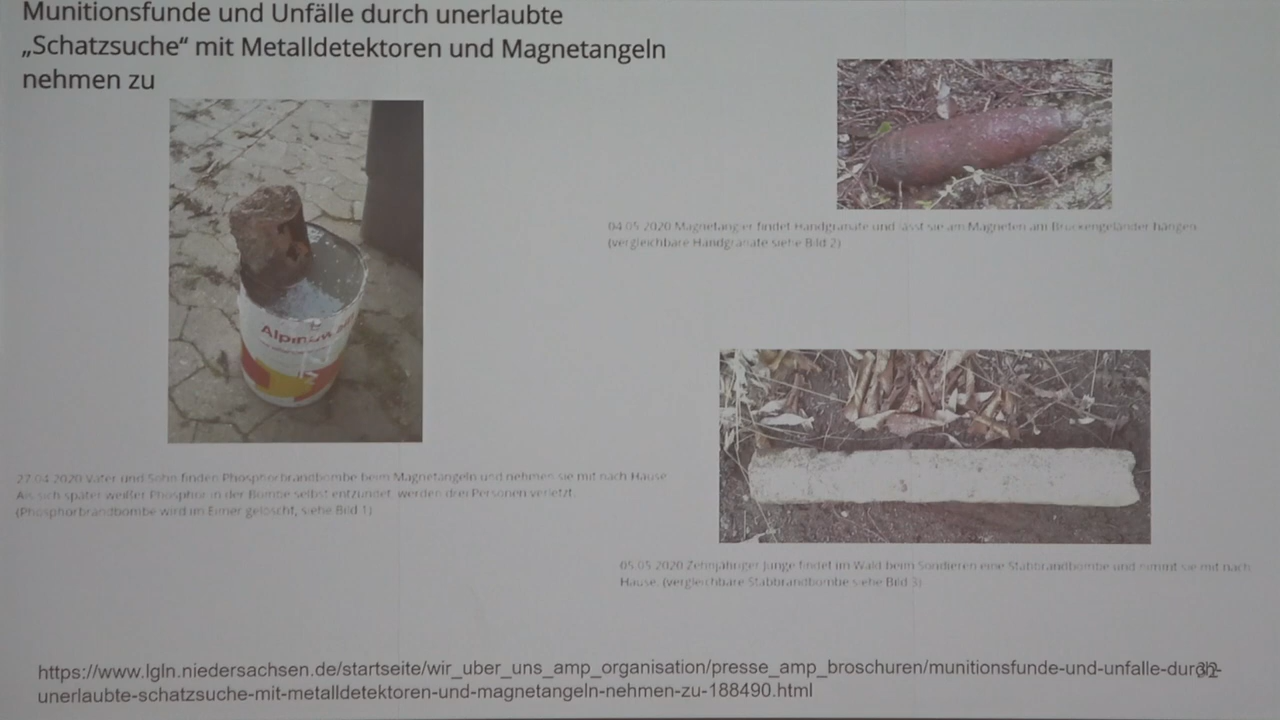 Munitionsfunde und Unfälle durch unerlaubte
„Schatzsuche“ mit Metalldetektoren und Magnetangeln
nehmen zu
04.05.2020 Magnetangler findet Handgranate und lässt sie am Magneten am Brückengeländer hängen
(vergleichbare Handgranate siehe Bild 2)
Alpina
27.04.2020 Vater und Sohn finden Phosphorbrandbombe beim Magnetangeln und nehmen sie mit nach Hause
Als sich später weißer Phosphor in der Bombe selbst entzündet, werden drei Personen verletzt.
(Phosphorbrandbombe wird im Eimer gelöscht, siehe Bild 1)
05.05.2020 Zehnjähriger Junge findet im Wald beim Sondieren eine Stabbrandbombe und nimmt sie mit nach
Hause. (vergleichbare Stabbrandbombe siehe Bild 3)
https://www.lgln.niedersachsen.de/startseite/wir_uber_uns_amp_organisation/presse_amp_broschuren/munitionsfunde-und-unfalle-durch-
unerlaubte-schatzsuche-mit-metalldetektoren-und-magnetangeln-nehmen-zu-188490.html
32